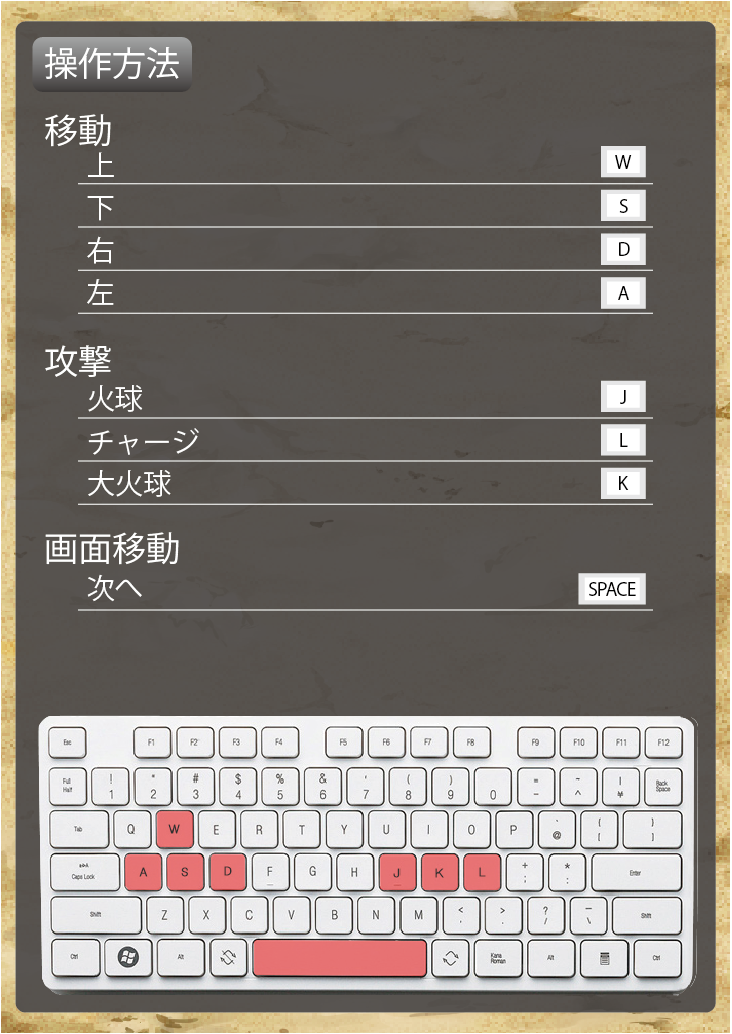 操作方法
移動
上 W
下 S
右 D
左 A
攻撃
火球 J
チャージ L
大火球 K
画面移動
次へ SPACE
Esc F1 F2 F3 F4 F5 F6 F7 F8 F9 F10 F11 F12
Full Half ! 1 " 2 # 3 $ 4 % 5 & 6 ' 7 ( 8 ) 9 0 = - ~ ^ | ¥ Back Space
Tab Q W E R T Y U I O P ` @ { [ }
Caps Lock A S D F G H J K L + ; * : Enter
Shift Z X C V B N M < , > . ? / _ \ Shift
Ctrl Alt Kana Roman Alt Ctrl